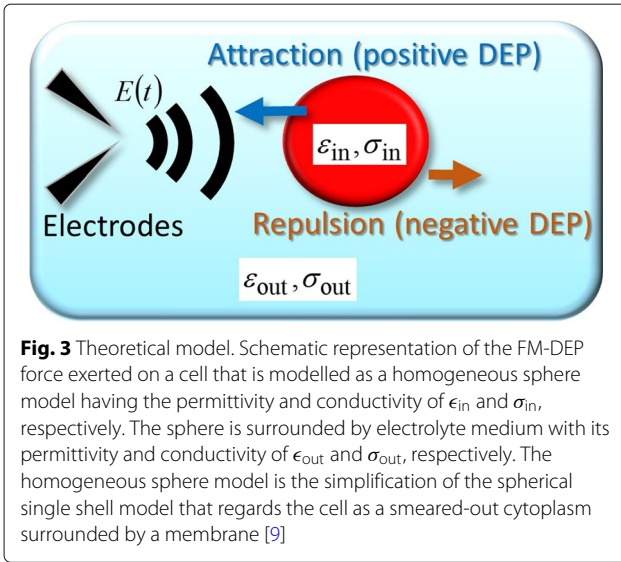 Attraction (positive DEP)
E(t)
εin, σin
Electrodes
Repulsion (negative DEP)
εout, σout
Fig. 3 Theoretical model. Schematic representation of the FM-DEP
force exerted on a cell that is modelled as a homogeneous sphere
model having the permittivity and conductivity of ϵin and σin,
respectively. The sphere is surrounded by electrolyte medium with its
permittivity and conductivity of ϵout and σout, respectively. The
homogeneous sphere model is the simplification of the spherical
single shell model that regards the cell as a smeared-out cytoplasm
surrounded by a membrane [9]